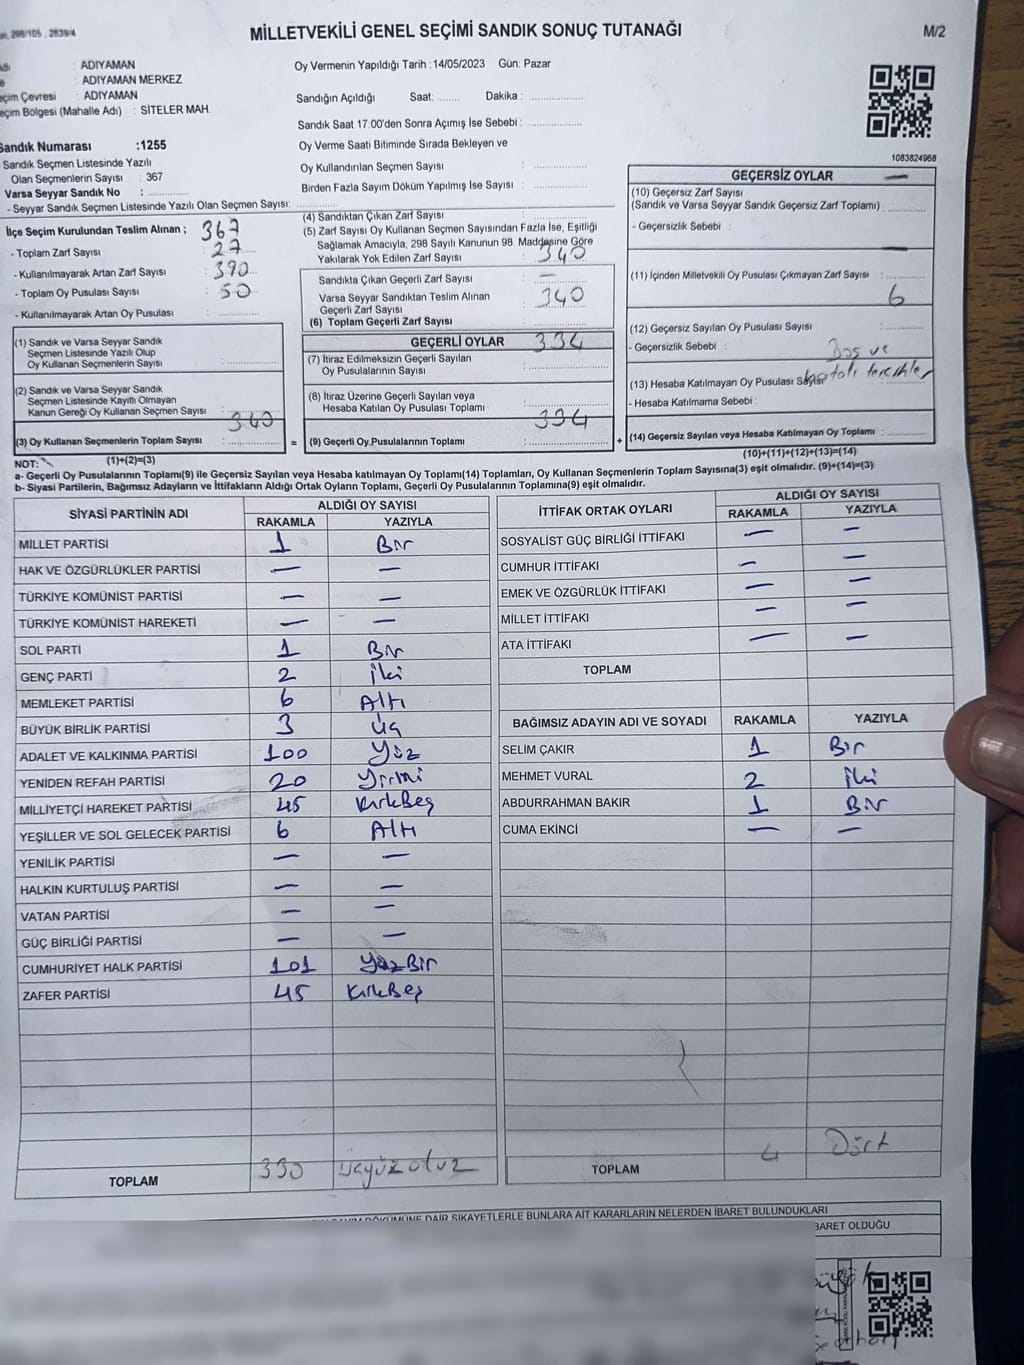 298/105 , 2839/4
MİLLETVEKİLİ GENEL SEÇİMİ SANDIK SONUÇ TUTANAĞI
M/2
: ADIYAMAN
: ADIYAMAN MERKEZ
eçim Çevresi : ADIYAMAN
eçim Bölgesi (Mahalle Adı) : SİTELER MAH.
Oy Vermenin Yapıldığı Tarih :14/05/2023 Gün: Pazar
Sandığın Açıldığı Saat: ........ Dakika : ..................
Sandık Saat 17:00'den Sonra Açımış İse Sebebi : ..................
Oy Verme Saati Bitiminde Sırada Bekleyen ve
Oy Kullandırılan Seçmen Sayısı : ..................
Birden Fazla Sayım Döküm Yapılmış İse Sayısı : ..................
1083824968
Sandık Numarası :1255
- Sandık Seçmen Listesinde Yazılı
Olan Seçmenlerin Sayısı : 367
Varsa Seyyar Sandık No : ..............
- Seyyar Sandık Seçmen Listesinde Yazılı Olan Seçmen Sayısı: ..............
İlçe Seçim Kurulundan Teslim Alınan ; 367
- Toplam Zarf Sayısı : 27
- Kullanılmayarak Artan Zarf Sayısı : 390
- Toplam Oy Pusulası Sayısı : 50
- Kullanılmayarak Artan Oy Pusulası : ..............
(1) Sandık ve Varsa Seyyar Sandık
Seçmen Listesinde Yazılı Olup
Oy Kullanan Seçmenlerin Sayısı : ..............
(2) Sandık ve Varsa Seyyar Sandık
Seçmen Listesinde Kayıtlı Olmayan
Kanun Gereği Oy Kullanan Seçmen Sayısı : ..............
340
(3) Oy Kullanan Seçmenlerin Toplam Sayısı : .............. =
NOT: (1)+(2)=(3)
(4) Sandıktan Çıkan Zarf Sayısı : ..............
(5) Zarf Sayısı Oy Kullanan Seçmen Sayısından Fazla İse, Eşitliği
Sağlamak Amacıyla, 298 Sayılı Kanunun 98. Maddesine Göre
Yakılarak Yok Edilen Zarf Sayısı : 340
Sandıkta Çıkan Geçerli Zarf Sayısı : —
Varsa Seyyar Sandıktan Teslim Alınan
Geçerli Zarf Sayısı : 340
(6) Toplam Geçerli Zarf Sayısı : ..............
GEÇERLİ OYLAR 334
(7) İtiraz Edilmeksizin Geçerli Sayılan
Oy Pusulalarının Sayısı : ..............
(8) İtiraz Üzerine Geçerli Sayılan veya
Hesaba Katılan Oy Pusulası Toplamı : ..............
334
(9) Geçerli Oy.Pusulalarının Toplamı : .............. +
GEÇERSİZ OYLAR —
(10) Geçersiz Zarf Sayısı
(Sandık ve Varsa Seyyar Sandık Geçersiz Zarf Toplamı) : ..............
- Geçersizlik Sebebi : —
(11) İçinden Milletvekili Oy Pusulası Çıkmayan Zarf Sayısı : ..............
6
(12) Geçersiz Sayılan Oy Pusulası Sayısı : ..............
- Geçersizlik Sebebi : Boş ve
hatalı tercihler
(13) Hesaba Katılmayan Oy Pusulası Sayısı
- Hesaba Katılmama Sebebi :
(14) Geçersiz Sayılan veya Hesaba Katılmayan Oy Toplamı : ..............
(10)+(11)+(12)+(13)=(14)
a- Geçerli Oy Pusulalarının Toplamı(9) ile Geçersiz Sayılan veya Hesaba katılmayan Oy Toplamı(14) Toplamları, Oy Kullanan Seçmenlerin Toplam Sayısına(3) eşit olmalıdır. (9)+(14)=(3)
b- Siyasi Partilerin, Bağımsız Adayların ve İttifakların Aldığı Ortak Oyların Toplamı, Geçerli Oy Pusulalarının Toplamına(9) eşit olmalıdır.
SİYASİ PARTİNİN ADI ALDIĞI OY SAYISI
RAKAMLA YAZIYLA
MİLLET PARTİSİ 1 Bir
HAK VE ÖZGÜRLÜKLER PARTİSİ — —
TÜRKİYE KOMÜNİST PARTİSİ — —
TÜRKİYE KOMÜNİST HAREKETİ — —
SOL PARTİ 1 Bir
GENÇ PARTİ 2 iki
MEMLEKET PARTİSİ 6 Altı
BÜYÜK BİRLİK PARTİSİ 3 Üç
ADALET VE KALKINMA PARTİSİ 100 Yüz
YENİDEN REFAH PARTİSİ 20 Yirmi
MİLLİYETÇİ HAREKET PARTİSİ 45 KırkBeş
YEŞİLLER VE SOL GELECEK PARTİSİ 6 Altı
YENİLİK PARTİSİ — —
HALKIN KURTULUŞ PARTİSİ — —
VATAN PARTİSİ — —
GÜÇ BİRLİĞİ PARTİSİ — —
CUMHURİYET HALK PARTİSİ 101 YüzBir
ZAFER PARTİSİ 45 KırkBeş
TOPLAM 330 üçyüzotuz
İTTİFAK ORTAK OYLARI ALDIĞI OY SAYISI
RAKAMLA YAZIYLA
SOSYALİST GÜÇ BİRLİĞİ İTTİFAKI — —
CUMHUR İTTİFAKI — —
EMEK VE ÖZGÜRLÜK İTTİFAKI — —
MİLLET İTTİFAKI — —
ATA İTTİFAKI — —
TOPLAM
BAĞIMSIZ ADAYIN ADI VE SOYADI RAKAMLA YAZIYLA
SELİM ÇAKIR 1 Bir
MEHMET VURAL 2 iki
ABDURRAHMAN BAKIR 1 Bir
CUMA EKİNCİ — —
TOPLAM 4 Dört
DÖKÜMÜNE DAİR ŞİKAYETLERLE BUNLARA AİT KARARLARIN NELERDEN İBARET BULUNDUKLARI
BARET OLDUĞU